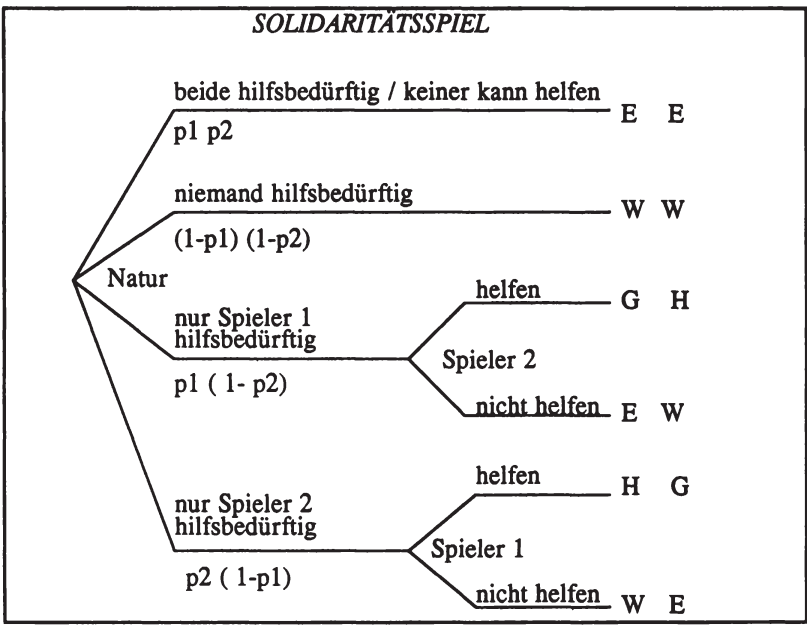 SOLIDARITÄTSSPIEL
beide hilfsbedürftig / keiner kann helfen
E E
p1 p2
niemand hilfsbedürftig
W W
(1-p1) (1-p2)
Natur
helfen
G H
nur Spieler 1
hilfsbedürftig
Spieler 2
p1 ( 1- p2)
nicht helfen
E W
helfen
H G
nur Spieler 2
hilfsbedürftig
Spieler 1
p2 ( 1-p1)
nicht helfen
W E